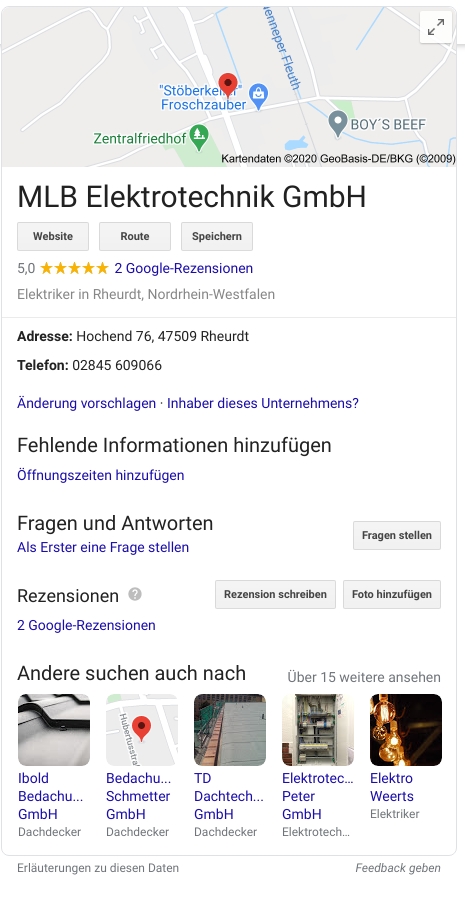 Nenneper Fleuth
"Stöberkeller
Froschzauber
BOY´S BEEF
Zentralfriedhof
Kartendaten ©2020 GeoBasis-DE/BKG (©2009)
MLB Elektrotechnik GmbH
Website Route Speichern
5,0 2 Google-Rezensionen
Elektriker in Rheurdt, Nordrhein-Westfalen
Adresse: Hochend 76, 47509 Rheurdt
Telefon: 02845 609066
Änderung vorschlagen · Inhaber dieses Unternehmens?
Fehlende Informationen hinzufügen
Öffnungszeiten hinzufügen
Fragen und Antworten
Fragen stellen
Als Erster eine Frage stellen
Rezensionen ? Rezension schreiben Foto hinzufügen
2 Google-Rezensionen
Andere suchen auch nach Über 15 weitere ansehen
Hubertusstra
Ibold Bedachu... TD Elektrotec... Elektro
Bedachu... Schmetter Dachtech... Peter Weerts
GmbH GmbH GmbH GmbH Elektriker
Dachdecker Dachdecker Dachdecker Elektrotech...
Erläuterungen zu diesen Daten Feedback geben